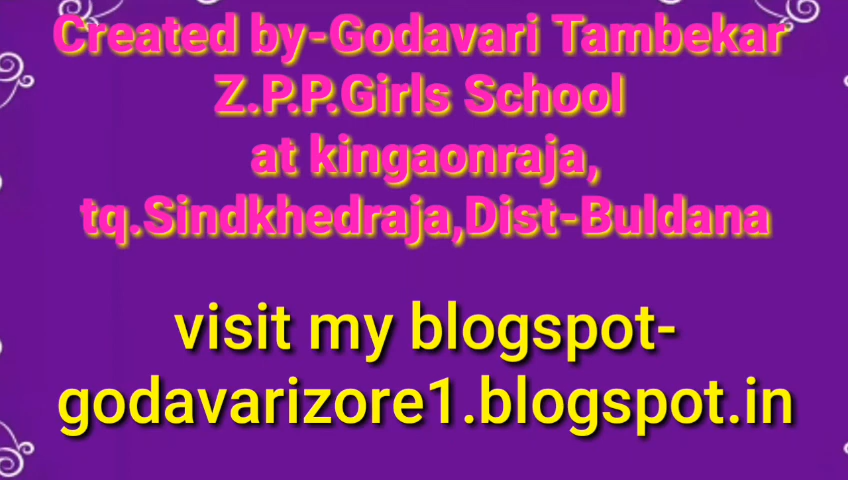 Created by-Godavari Tambekar
Z.P.P.Girls School
at kingaonraja,
tq.Sindkhedraja,Dist-Buldana
visit my blogspot-
godavarizore1.blogspot.in